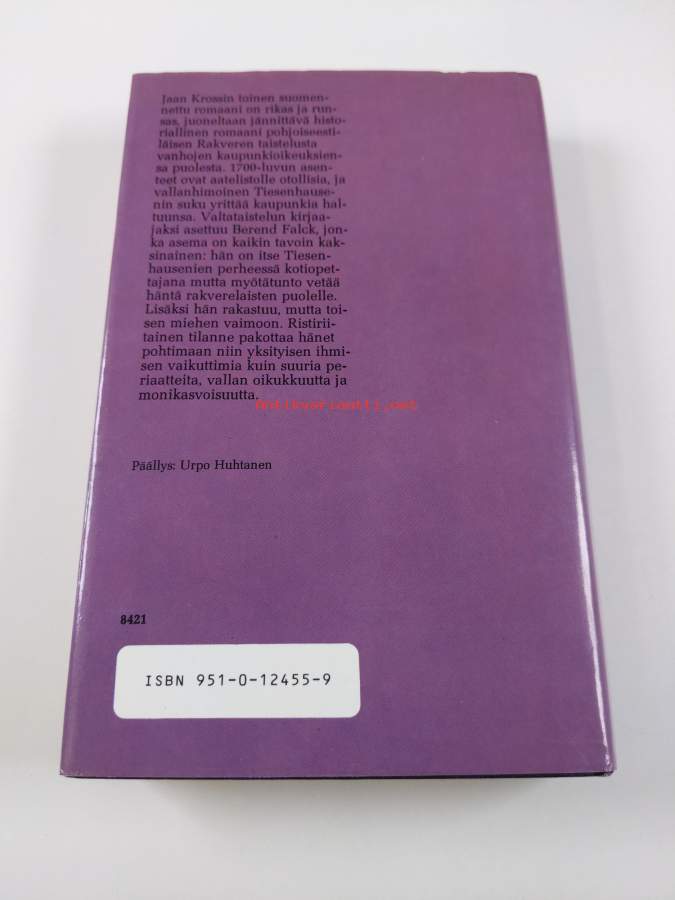 Jaan Krossin toinen suomen-
nettu romaani on rikas ja run-
sas, juoneltaan jännittävä histo-
riallinen romaani pohjoiseesti-
läisen Rakveren taistelusta
vanhojen kaupunkioikeuksien-
sa puolesta. 1700-luvun asen-
teet ovat aatelistolle otollisia, ja
vallanhimoinen Tiesenhause-
nin suku yrittää kaupunkia hal-
tuunsa. Valtataistelun kirjaa-
jaksi asettuu Berend Falck, jon-
ka asema on kaikin tavoin kak-
sinainen: hän on itse Tiesen-
hausenien perheessä kotiopet-
tajana mutta myötätunto vetää
häntä rakverelaisten puolelle.
Lisäksi hän rakastuu, mutta toi-
sen miehen vaimoon. Ristirii-
tainen tilanne pakottaa hänet
pohtimaan niin yksityisen ihmi-
sen vaikuttimia kuin suuria pe-
riaatteita, vallan oikukkuutta ja
monikasvoisuutta.
Antikvariaatti.net
Päällys: Urpo Huhtanen
8421
ISBN 951-0-12455-9